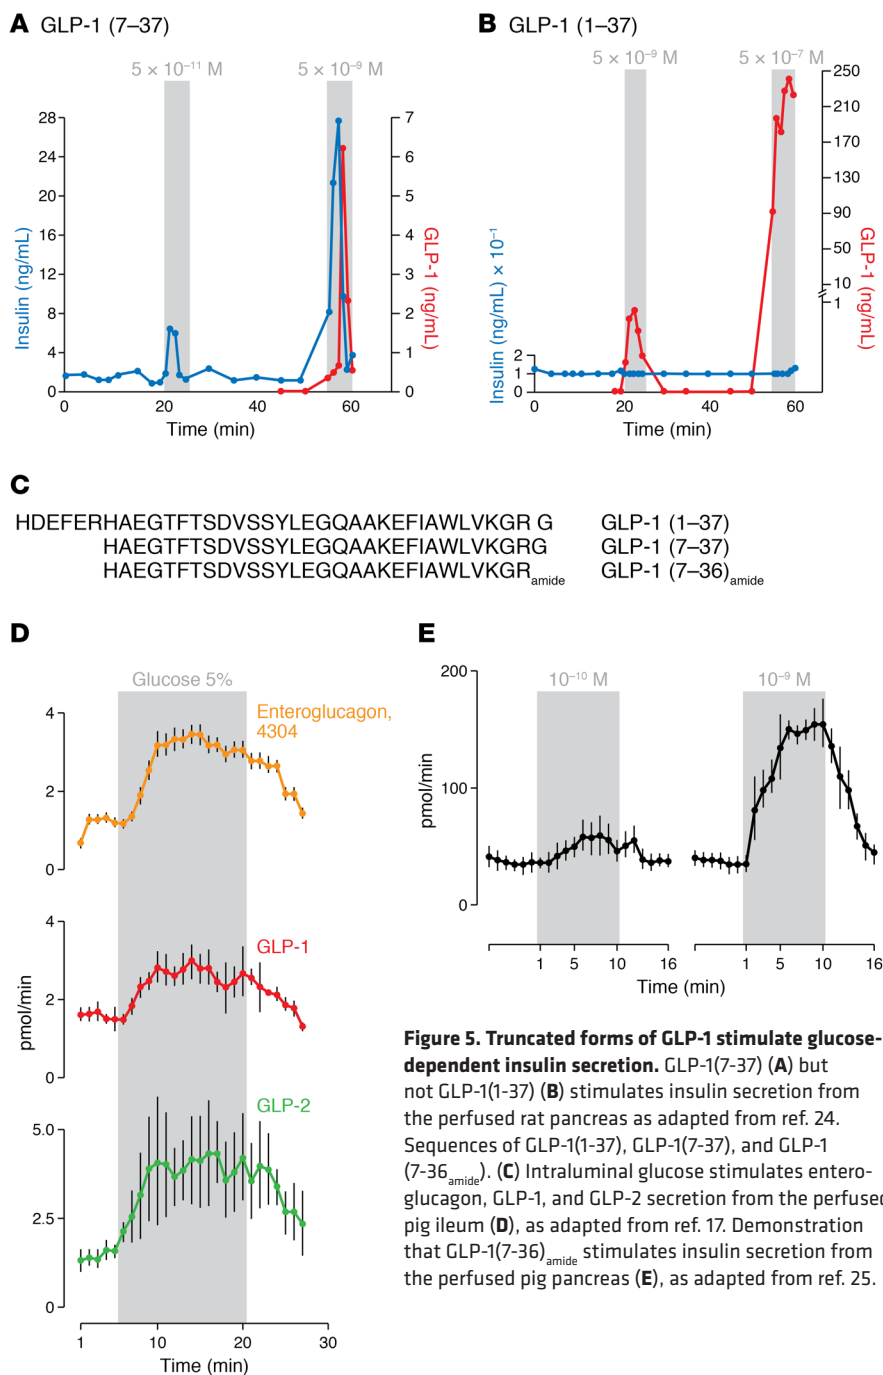 A GLP-1 (7–37)
5 × 10⁻¹¹ M
5 × 10⁻⁹ M
28
24
20
16
12
8
4
0
Insulin (ng/mL)
7
6
5
4
3
2
1
0
GLP-1 (ng/mL)
0
20
40
60
Time (min)
B GLP-1 (1–37)
5 × 10⁻⁹ M
5 × 10⁻⁷ M
250
210
170
130
90
50
10
1
GLP-1 (ng/mL)
Insulin (ng/mL) × 10⁻¹
2
1
0
0
20
40
60
Time (min)
C
HDEFERHAEGTFTSDVSSYLEGQAAKEFIAWLVKGR G GLP-1 (1–37)
HAEGTFTSDVSSYLEGQAAKEFIAWLVKGRG GLP-1 (7–37)
HAEGTFTSDVSSYLEGQAAKEFIAWLVKGRamide GLP-1 (7–36)amide
D
Glucose 5%
Enteroglucagon,
4304
4
2
0
GLP-1
4
2
0
pmol/min
GLP-2
5.0
2.5
0
1
10
20
30
Time (min)
E
10⁻¹⁰ M
10⁻⁹ M
200
100
0
pmol/min
1
5
10
16
1
5
10
16
Time (min)
Figure 5. Truncated forms of GLP-1 stimulate glucose-
dependent insulin secretion. GLP-1(7-37) (A) but
not GLP-1(1-37) (B) stimulates insulin secretion from
the perfused rat pancreas as adapted from ref. 24.
Sequences of GLP-1(1-37), GLP-1(7-37), and GLP-1
(7-36amide). (C) Intraluminal glucose stimulates entero-
glucagon, GLP-1, and GLP-2 secretion from the perfused
pig ileum (D), as adapted from ref. 17. Demonstration
that GLP-1(7-36)amide stimulates insulin secretion from
the perfused pig pancreas (E), as adapted from ref. 25.